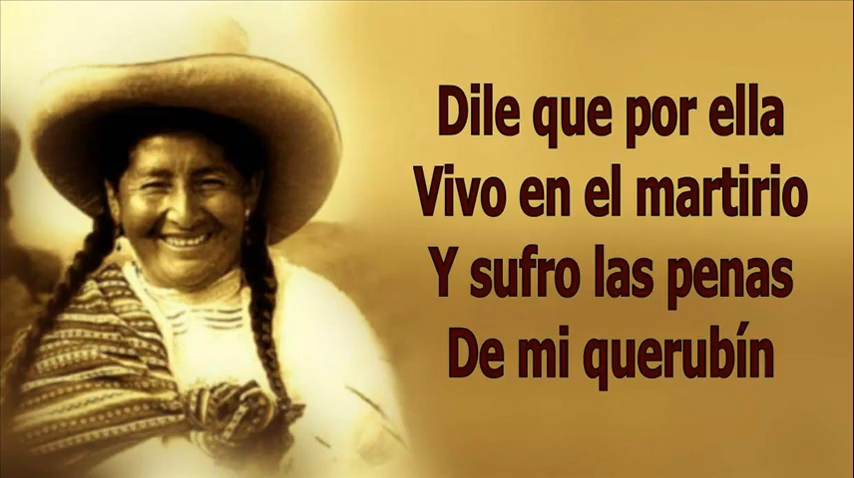 Dile que por ella
Vivo en el martirio
Y sufro las penas
De mi querubín